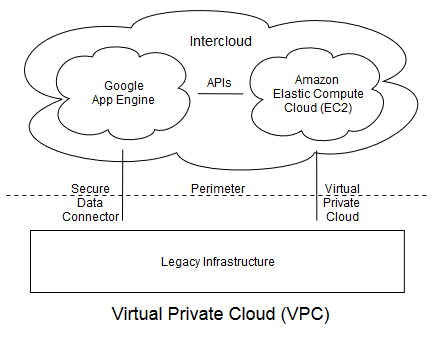 Intercloud
Google
App Engine
APIs
Amazon
Elastic Compute
Cloud (EC2)
Secure
Data
Connector
Perimeter
Virtual
Private
Cloud
Legacy Infrastructure
Virtual Private Cloud (VPC)